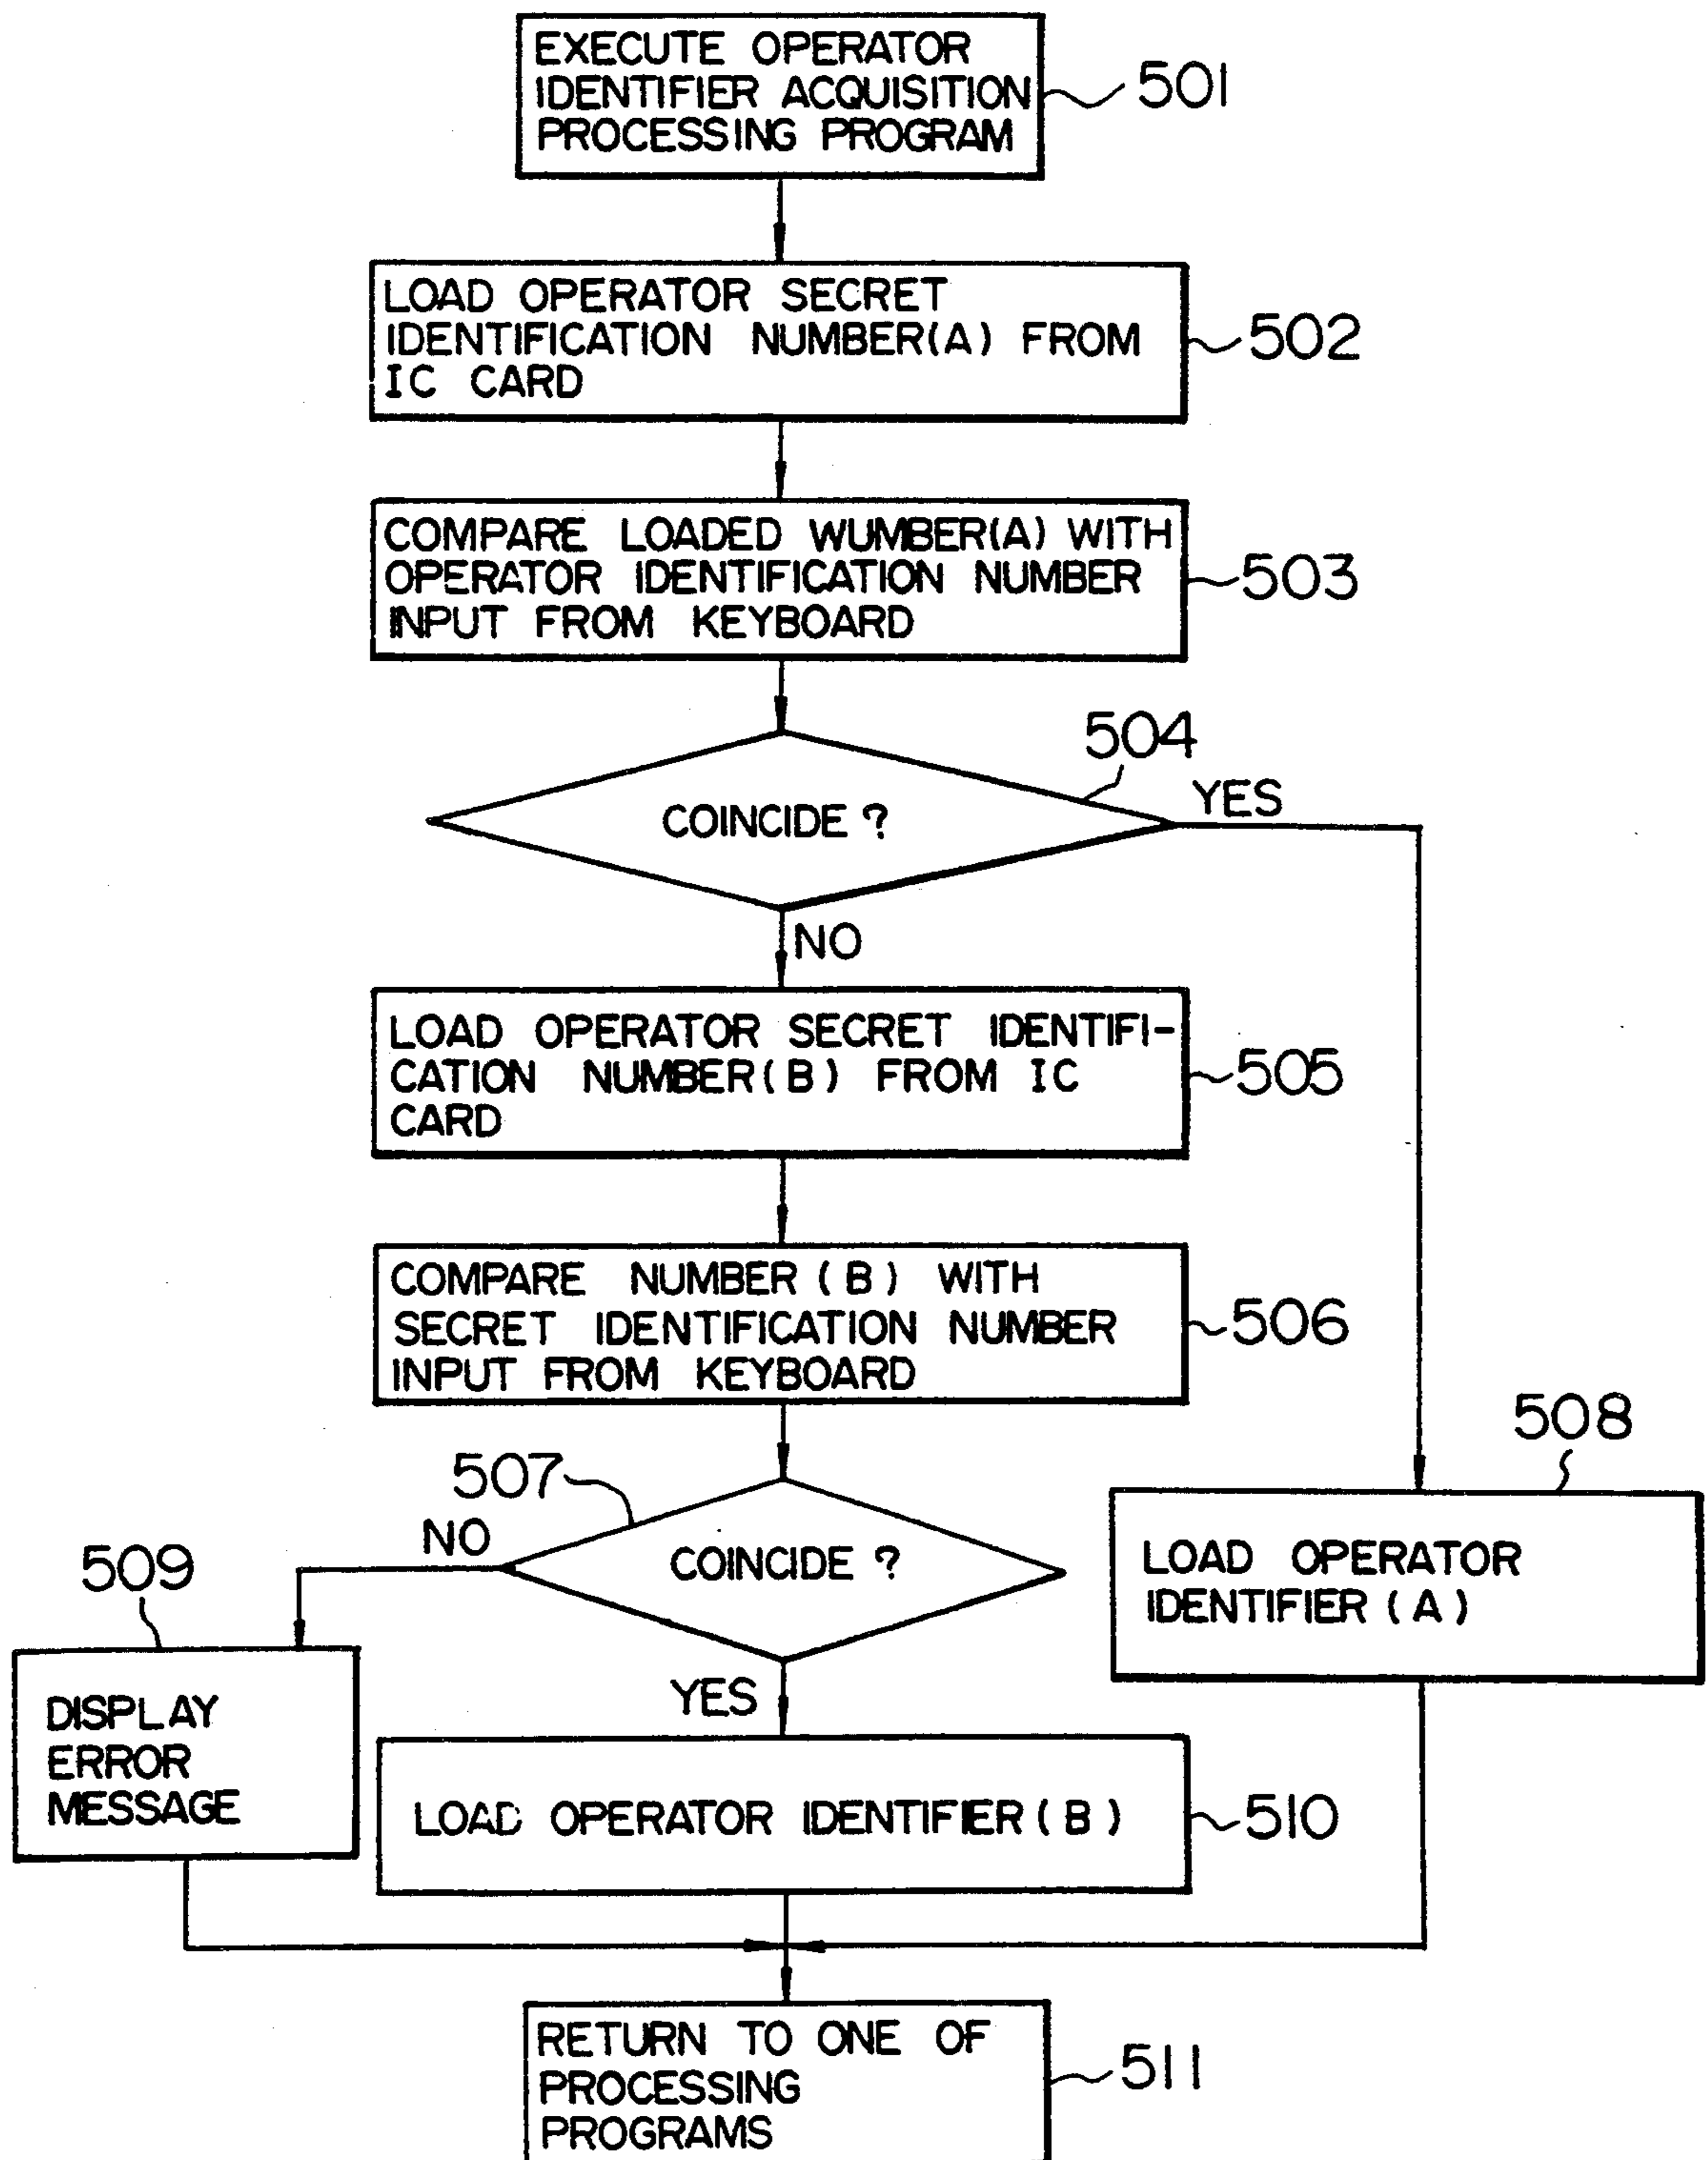 EXECUTE OPERATOR
IDENTIFIER ACQUISITION
PROCESSING PROGRAM
501
LOAD OPERATOR SECRET
IDENTIFICATION NUMBER(A) FROM
IC CARD
502
COMPARE LOADED WUMBER(A) WITH
OPERATOR IDENTIFICATION NUMBER
INPUT FROM KEYBOARD
503
504
COINCIDE ?
YES
NO
LOAD OPERATOR SECRET IDENTIFI-
CATION NUMBER(B) FROM IC
CARD
505
COMPARE NUMBER (B) WITH
SECRET IDENTIFICATION NUMBER
INPUT FROM KEYBOARD
506
507
COINCIDE ?
NO
YES
508
LOAD OPERATOR
IDENTIFIER (A)
509
DISPLAY
ERROR
MESSAGE
LOAD OPERATOR IDENTIFIER (B)
510
RETURN TO ONE OF
PROCESSING
PROGRAMS
511